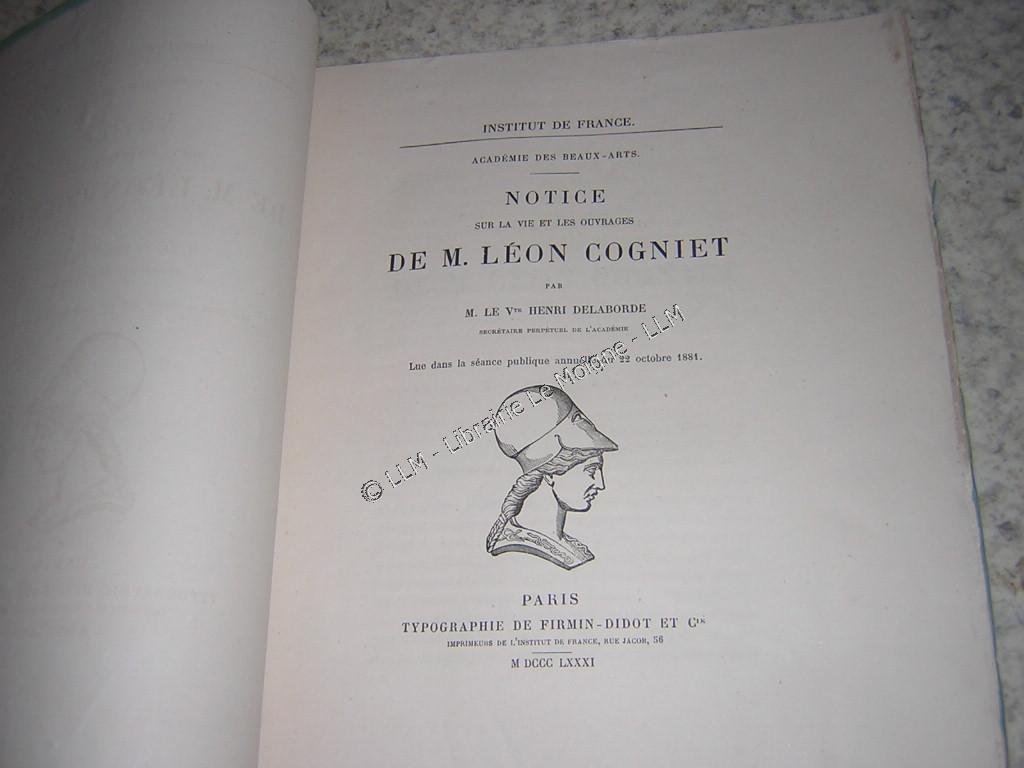 INSTITUT DE FRANCE.
ACADÉMIE DES BEAUX-ARTS.
NOTICE
SUR LA VIE ET LES OUVRAGES
DE M. LÉON COGNIET
PAR
M. LE Vᵗᵉ HENRI DELABORDE
SECRÉTAIRE PERPÉTUEL DE L'ACADÉMIE
Lue dans la séance publique annuelle du 22 octobre 1881.
© LLM - Librairie Le Moigne - LLM
PARIS
TYPOGRAPHIE DE FIRMIN-DIDOT ET Cⁱᵉ
IMPRIMEURS DE L'INSTITUT DE FRANCE, RUE JACOB, 56
M DCCC LXXXI